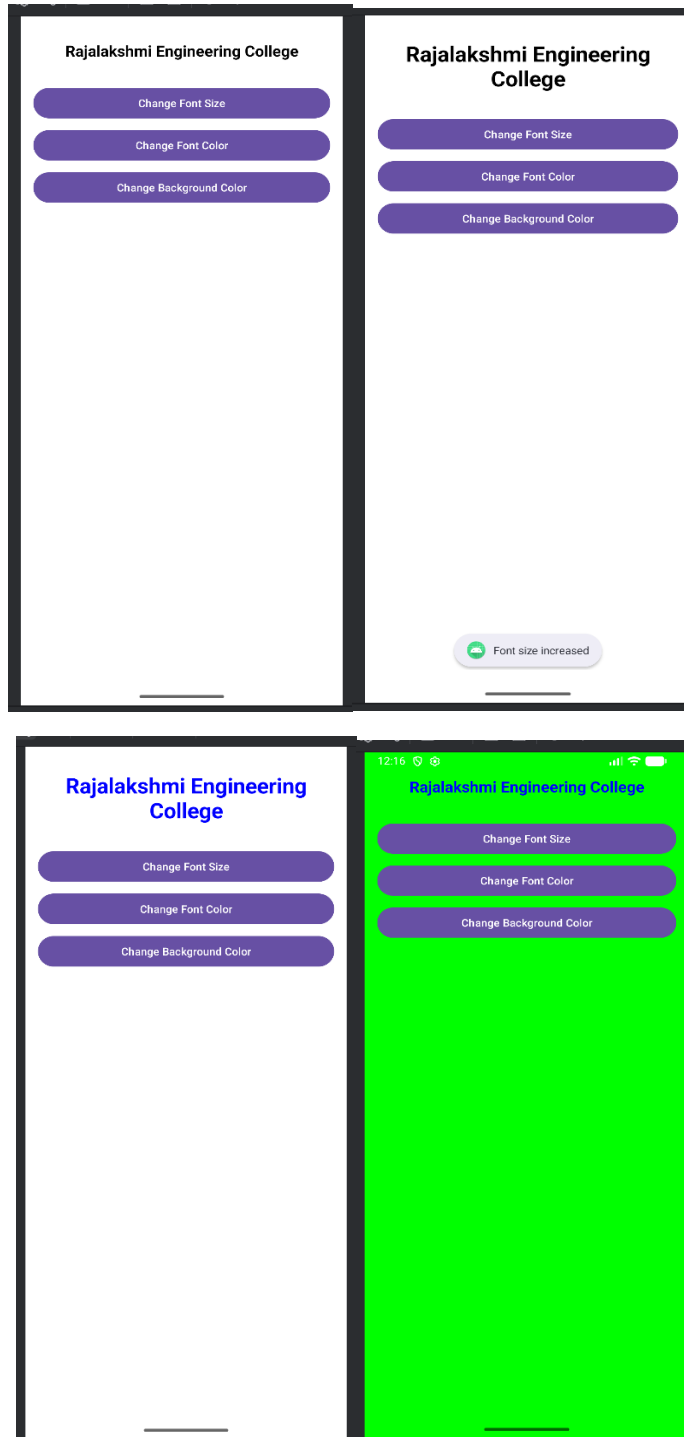 Rajalakshmi Engineering College
Change Font Size
Change Font Color
Change Background Color
Rajalakshmi Engineering
College
Change Font Size
Change Font Color
Change Background Color
Font size increased
Rajalakshmi Engineering
College
Change Font Size
Change Font Color
Change Background Color
12:16
Rajalakshmi Engineering College
Change Font Size
Change Font Color
Change Background Color